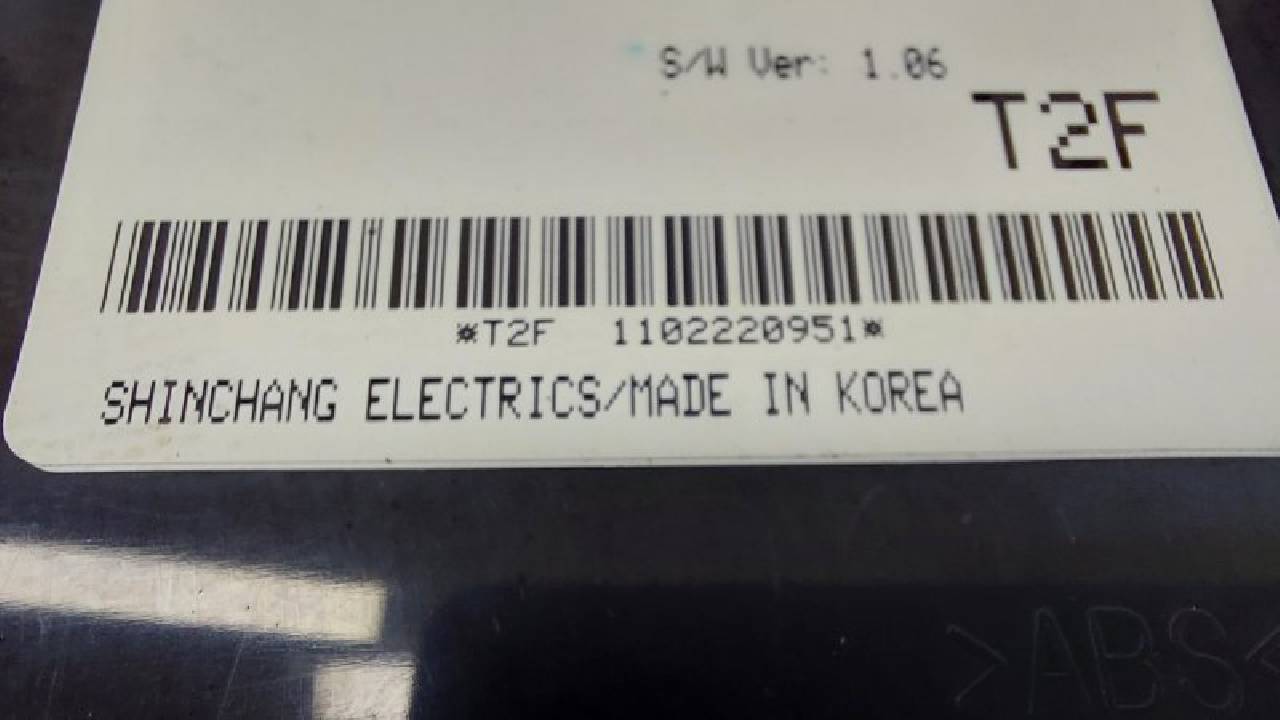 S/W Ver: 1.06
T2F
*T2F 1102220951*
SHINCHANG ELECTRICS/MADE IN KOREA
>ABS<